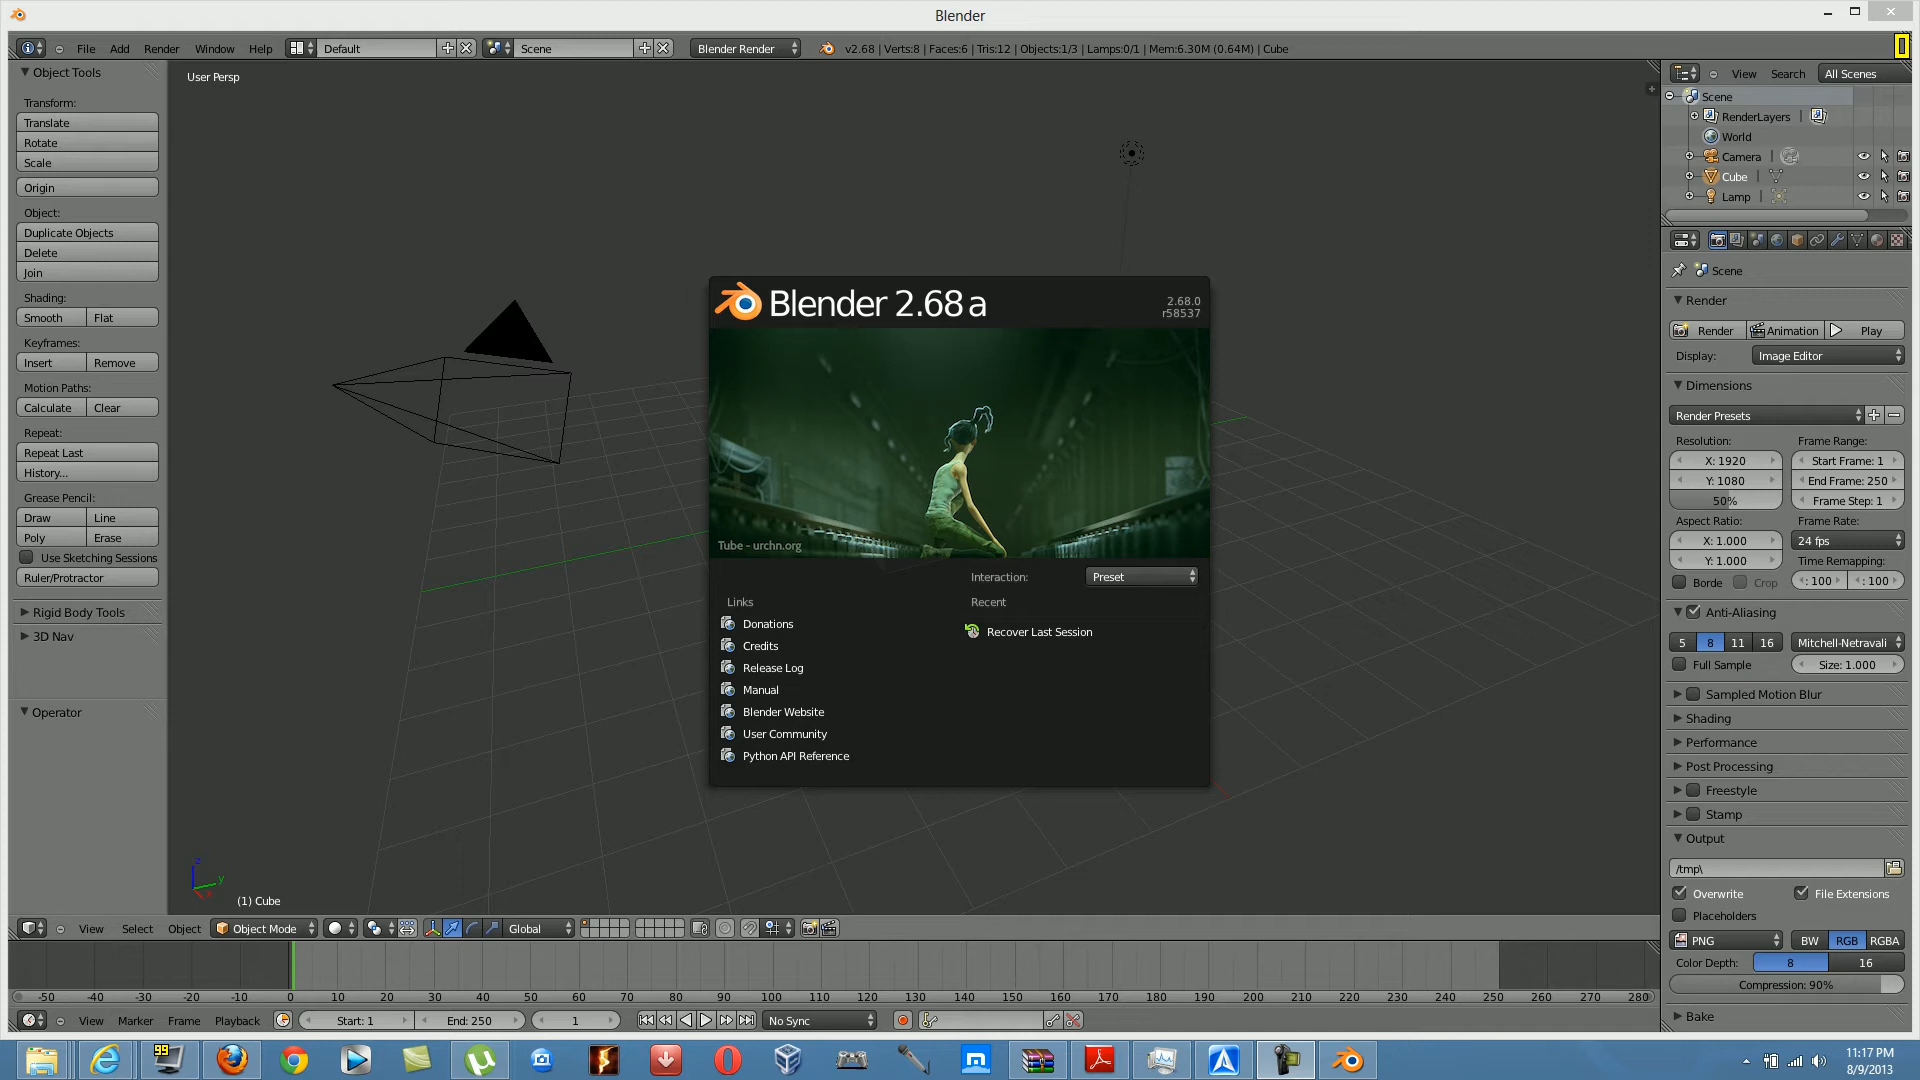 Blender
File Add Render Window Help Default Scene Blender Render v2.68 | Verts:8 | Faces:6 | Tris:12 | Objects:1/3 | Lamps:0/1 | Mem:6.30M (0.64M) | Cube
Object Tools
Transform:
Translate
Rotate
Scale
Origin
Object:
Duplicate Objects
Delete
Join
Shading:
Smooth Flat
Keyframes:
Insert Remove
Motion Paths:
Calculate Clear
Repeat:
Repeat Last
History...
Grease Pencil:
Draw Line
Poly Erase
Use Sketching Sessions
Ruler/Protractor
Rigid Body Tools
3D Nav
Operator
User Persp
Blender 2.68a
2.68.0
r58537
Tube - urchn.org
Interaction: Preset
Links
Donations
Credits
Release Log
Manual
Blender Website
User Community
Python API Reference
Recent
Recover Last Session
z
y
x
(1) Cube
View Select Object Object Mode Global
-50 -40 -30 -20 -10 0 10 20 30 40 50 60 70 80 90 100 110 120 130 140 150 160 170 180 190 200 210 220 230 240 250 260 270 280
View Marker Frame Playback Start: 1 End: 250 1 No Sync
View Search All Scenes
Scene
RenderLayers
World
Camera
Cube
Lamp
Scene
Render
Render Animation Play
Display: Image Editor
Dimensions
Render Presets
Resolution: Frame Range:
X: 1920 Start Frame: 1
Y: 1080 End Frame: 250
50% Frame Step: 1
Aspect Ratio: Frame Rate:
X: 1.000 24 fps
Y: 1.000 Time Remapping:
Borde Crop : 100 : 100
Anti-Aliasing
5 8 11 16 Mitchell-Netravali
Full Sample Size: 1.000
Sampled Motion Blur
Shading
Performance
Post Processing
Freestyle
Stamp
Output
/tmp\
Overwrite File Extensions
Placeholders
PNG BW RGB RGBA
Color Depth: 8 16
Compression: 90%
Bake
99
11:17 PM
8/9/2013